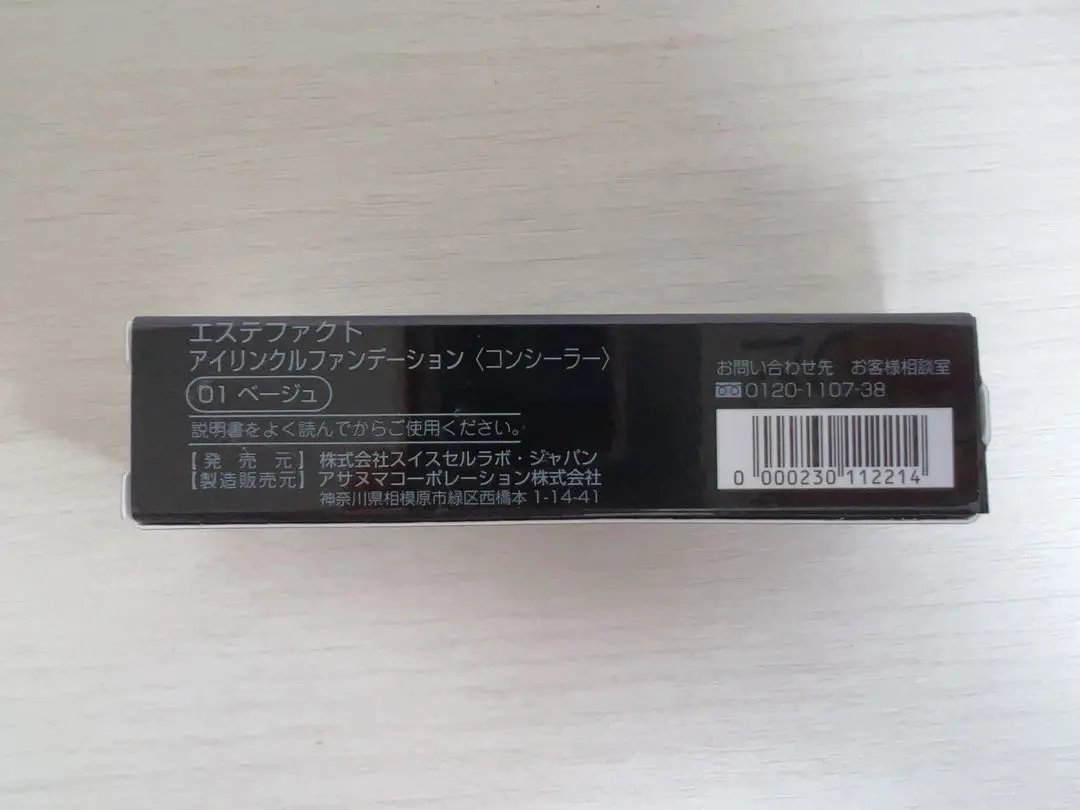 エステファクト
アイリンクルファンデーション〈コンシーラー〉
01 ベージュ
説明書をよく読んでからご使用ください。
【発売元】 株式会社スイスセルラボ・ジャパン
【製造販売元】 アサヌマコーポレーション株式会社
神奈川県相模原市緑区西橋本 1-14-41
お問い合わせ先 お客様相談室
0120-1107-38
0 000230 112214